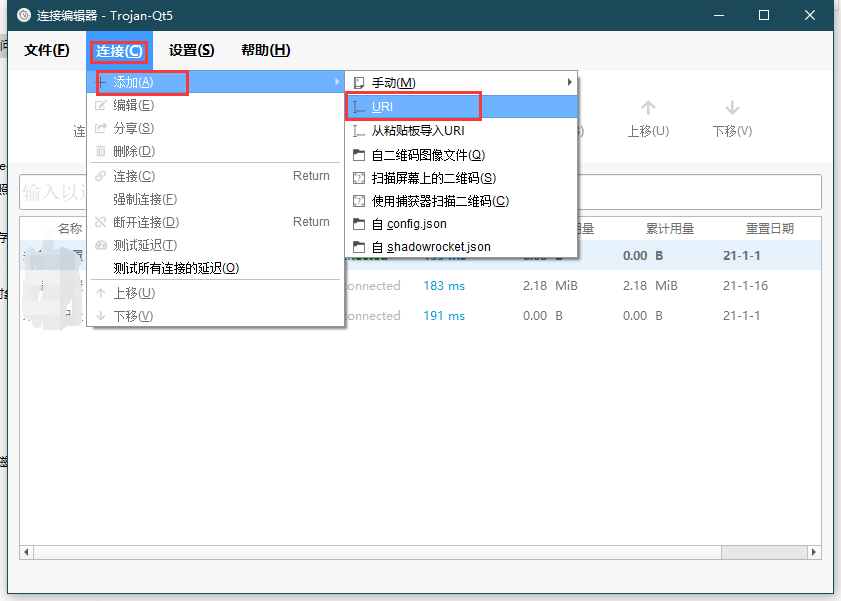 连接编辑器 - Trojan-Qt5
文件(F) 连接(C) 设置(S) 帮助(H)
添加(A)
编辑(E)
分享(S)
删除(D)
连接(C) Return
强制连接(F)
断开连接(D) Return
测试延迟(T)
测试所有连接的延迟(O)
上移(U)
下移(V)
手动(M)
URI
从粘贴板导入URI
自二维码图像文件(Q)
扫描屏幕上的二维码(S)
使用捕获器扫描二维码(C)
自 config.json
自 shadowrocket.json
上移(U) 下移(V)
输入以
名称 用量 累计用量 重置日期
0.00 B 21-1-1
connected 183 ms 2.18 MiB 2.18 MiB 21-1-16
connected 191 ms 0.00 B 0.00 B 21-1-1